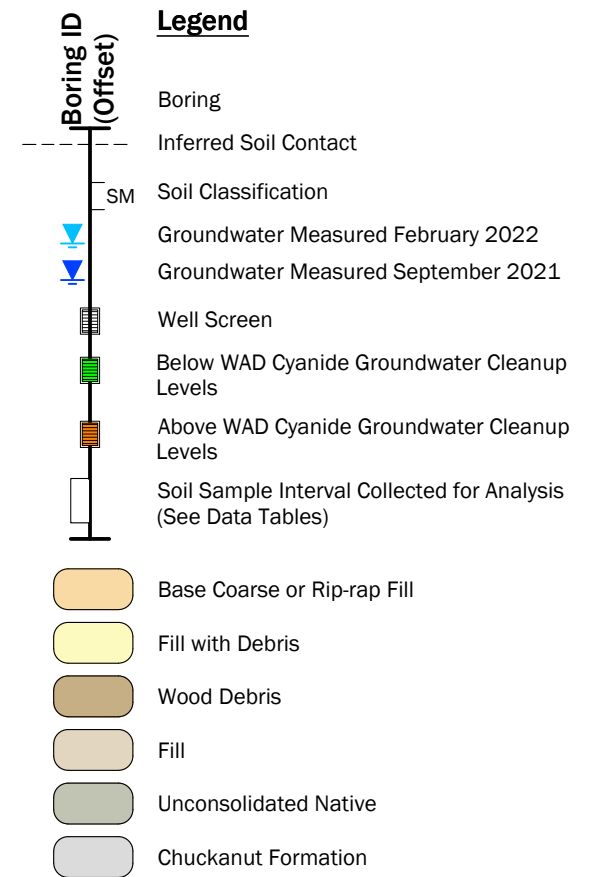 Legend
Boring ID
(Offset)
Boring
Inferred Soil Contact
SM
Soil Classification
Groundwater Measured February 2022
Groundwater Measured September 2021
Well Screen
Below WAD Cyanide Groundwater Cleanup
Levels
Above WAD Cyanide Groundwater Cleanup
Levels
Soil Sample Interval Collected for Analysis
(See Data Tables)
Base Coarse or Rip-rap Fill
Fill with Debris
Wood Debris
Fill
Unconsolidated Native
Chuckanut Formation